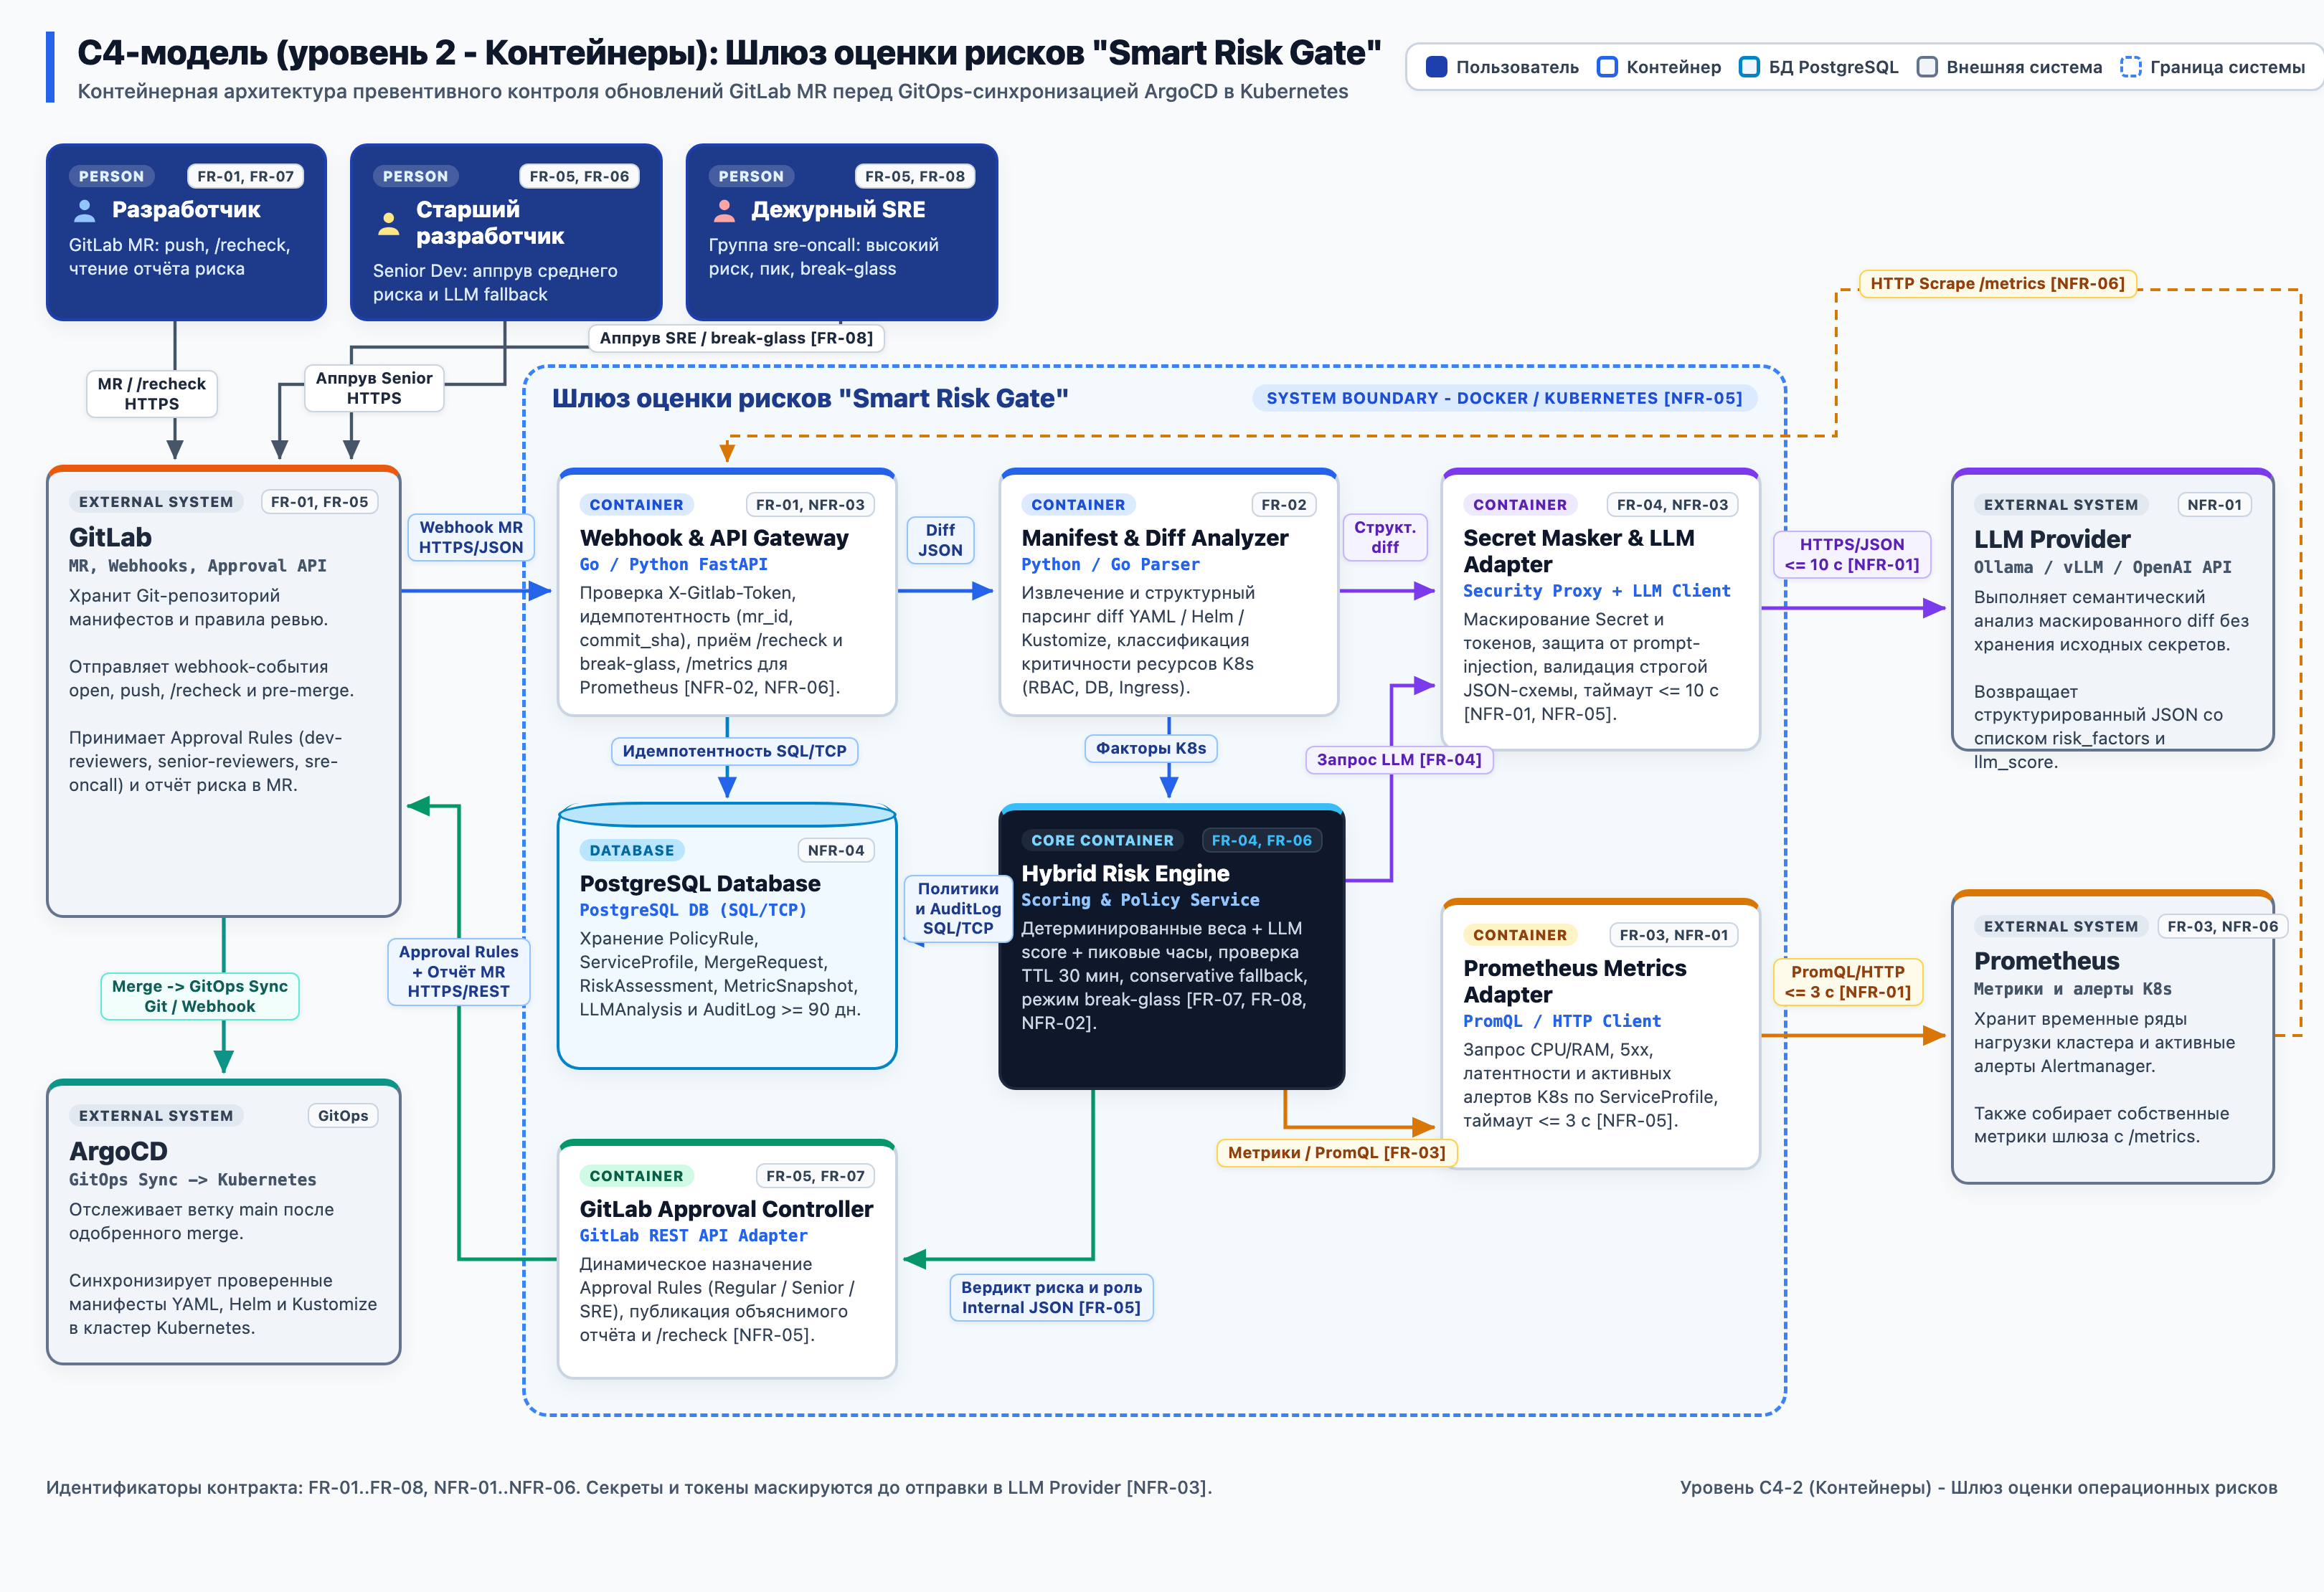 C4-модель (уровень 2 - Контейнеры): Шлюз оценки рисков "Smart Risk Gate"
Контейнерная архитектура превентивного контроля обновлений GitLab MR перед GitOps-синхронизацией ArgoCD в Kubernetes
Пользователь
Контейнер
БД PostgreSQL
Внешняя система
Граница системы
PERSON
FR-01, FR-07
Разработчик
GitLab MR: push, /recheck,
чтение отчёта риска
PERSON
FR-05, FR-06
Старший
разработчик
Senior Dev: аппрув среднего
риска и LLM fallback
PERSON
FR-05, FR-08
Дежурный SRE
Группа sre-oncall: высокий
риск, пик, break-glass
HTTP Scrape /metrics [NFR-06]
Аппрув SRE / break-glass [FR-08]
MR / /recheck
HTTPS
Аппрув Senior
HTTPS
Шлюз оценки рисков "Smart Risk Gate"
SYSTEM BOUNDARY - DOCKER / KUBERNETES [NFR-05]
EXTERNAL SYSTEM
FR-01, FR-05
GitLab
MR, Webhooks, Approval API
Хранит Git-репозиторий
манифестов и правила ревью.
Отправляет webhook-события
open, push, /recheck и pre-merge.
Принимает Approval Rules (dev-
reviewers, senior-reviewers, sre-
oncall) и отчёт риска в MR.
Webhook MR
HTTPS/JSON
CONTAINER
FR-01, NFR-03
Webhook & API Gateway
Go / Python FastAPI
Проверка X-Gitlab-Token,
идемпотентность (mr_id,
commit_sha), приём /recheck и
break-glass, /metrics для
Prometheus [NFR-02, NFR-06].
Diff
JSON
CONTAINER
FR-02
Manifest & Diff Analyzer
Python / Go Parser
Извлечение и структурный
парсинг diff YAML / Helm /
Kustomize, классификация
критичности ресурсов K8s
(RBAC, DB, Ingress).
Структ.
diff
CONTAINER
FR-04, NFR-03
Secret Masker & LLM
Adapter
Security Proxy + LLM Client
Маскирование Secret и
токенов, защита от prompt-
injection, валидация строгой
JSON-схемы, таймаут <= 10 с
[NFR-01, NFR-05].
HTTPS/JSON
<= 10 с [NFR-01]
EXTERNAL SYSTEM
NFR-01
LLM Provider
Ollama / vLLM / OpenAI API
Выполняет семантический
анализ маскированного diff без
хранения исходных секретов.
Возвращает
структурированный JSON со
списком risk_factors и
llm_score.
Идемпотентность SQL/TCP
Факторы K8s
Запрос LLM [FR-04]
DATABASE
NFR-04
PostgreSQL Database
PostgreSQL DB (SQL/TCP)
Хранение PolicyRule,
ServiceProfile, MergeRequest,
RiskAssessment, MetricSnapshot,
LLMAnalysis и AuditLog >= 90 дн.
Политики
и AuditLog
SQL/TCP
CORE CONTAINER
FR-04, FR-06
Hybrid Risk Engine
Scoring & Policy Service
Детерминированные веса + LLM
score + пиковые часы, проверка
TTL 30 мин, conservative fallback,
режим break-glass [FR-07, FR-08,
NFR-02].
CONTAINER
FR-03, NFR-01
Prometheus Metrics
Adapter
PromQL / HTTP Client
Запрос CPU/RAM, 5xx,
латентности и активных
алертов K8s по ServiceProfile,
таймаут <= 3 с [NFR-05].
PromQL/HTTP
<= 3 с [NFR-01]
EXTERNAL SYSTEM
FR-03, NFR-06
Prometheus
Метрики и алерты K8s
Хранит временные ряды
нагрузки кластера и активные
алерты Alertmanager.
Также собирает собственные
метрики шлюза с /metrics.
Merge -> GitOps Sync
Git / Webhook
Approval Rules
+ Отчёт MR
HTTPS/REST
EXTERNAL SYSTEM
GitOps
ArgoCD
GitOps Sync —> Kubernetes
Отслеживает ветку main после
одобренного merge.
Синхронизирует проверенные
манифесты YAML, Helm и Kustomize
в кластер Kubernetes.
Метрики / PromQL [FR-03]
CONTAINER
FR-05, FR-07
GitLab Approval Controller
GitLab REST API Adapter
Динамическое назначение
Approval Rules (Regular / Senior /
SRE), публикация объяснимого
отчёта и /recheck [NFR-05].
Вердикт риска и роль
Internal JSON [FR-05]
Идентификаторы контракта: FR-01..FR-08, NFR-01..NFR-06. Секреты и токены маскируются до отправки в LLM Provider [NFR-03].
Уровень C4-2 (Контейнеры) - Шлюз оценки операционных рисков